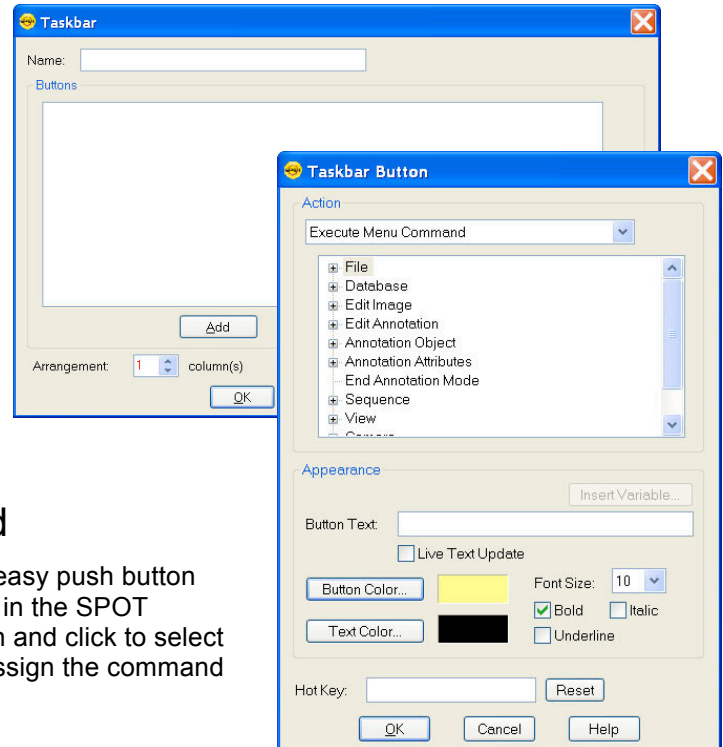 Taskbar
Name:
Buttons
Add
Arrangement: 1 column(s)
OK
Taskbar Button
Action
Execute Menu Command
File
Database
Edit Image
Edit Annotation
Annotation Object
Annotation Attributes
End Annotation Mode
Sequence
View
Camera
Appearance
Insert Variable...
Button Text:
Live Text Update
Button Color...
Font Size: 10
Bold Italic
Text Color...
Underline
Hot Key: Reset
OK Cancel Help
easy push button
in the SPOT
and click to select
ssign the command